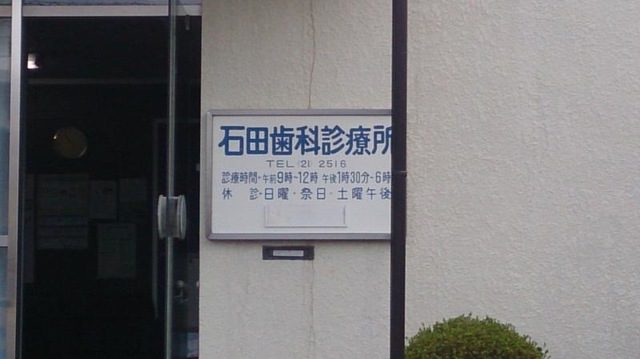 石田歯科診療所
TEL (21) 2516
診療時間・午前9時~12時 午後1時30分~6時
休 診・日曜・祭日・土曜午後